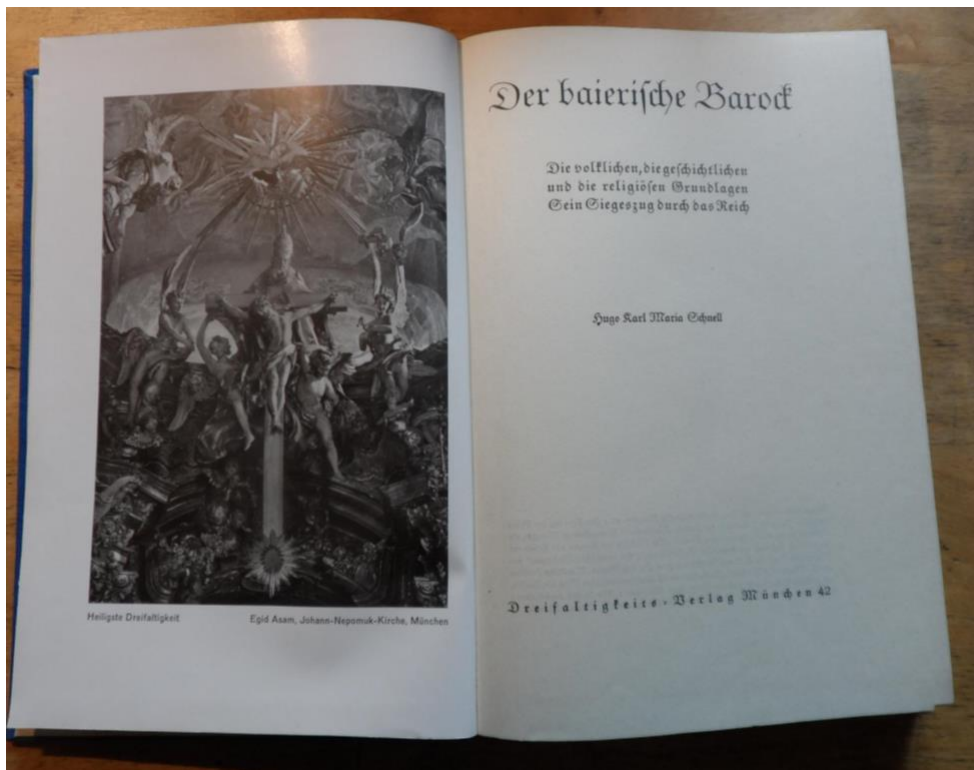 Heiligste Dreifaltigkeit
Egid Asam, Johann-Nepomuk-Kirche, München
Der baieriſche Barock
Die volklichen, die geſchichtlichen
und die religiöſen Grundlagen
Sein Siegeszug durch das Reich
Hugo Karl Maria Schnell
Dreifaltigkeits-Verlag München 42